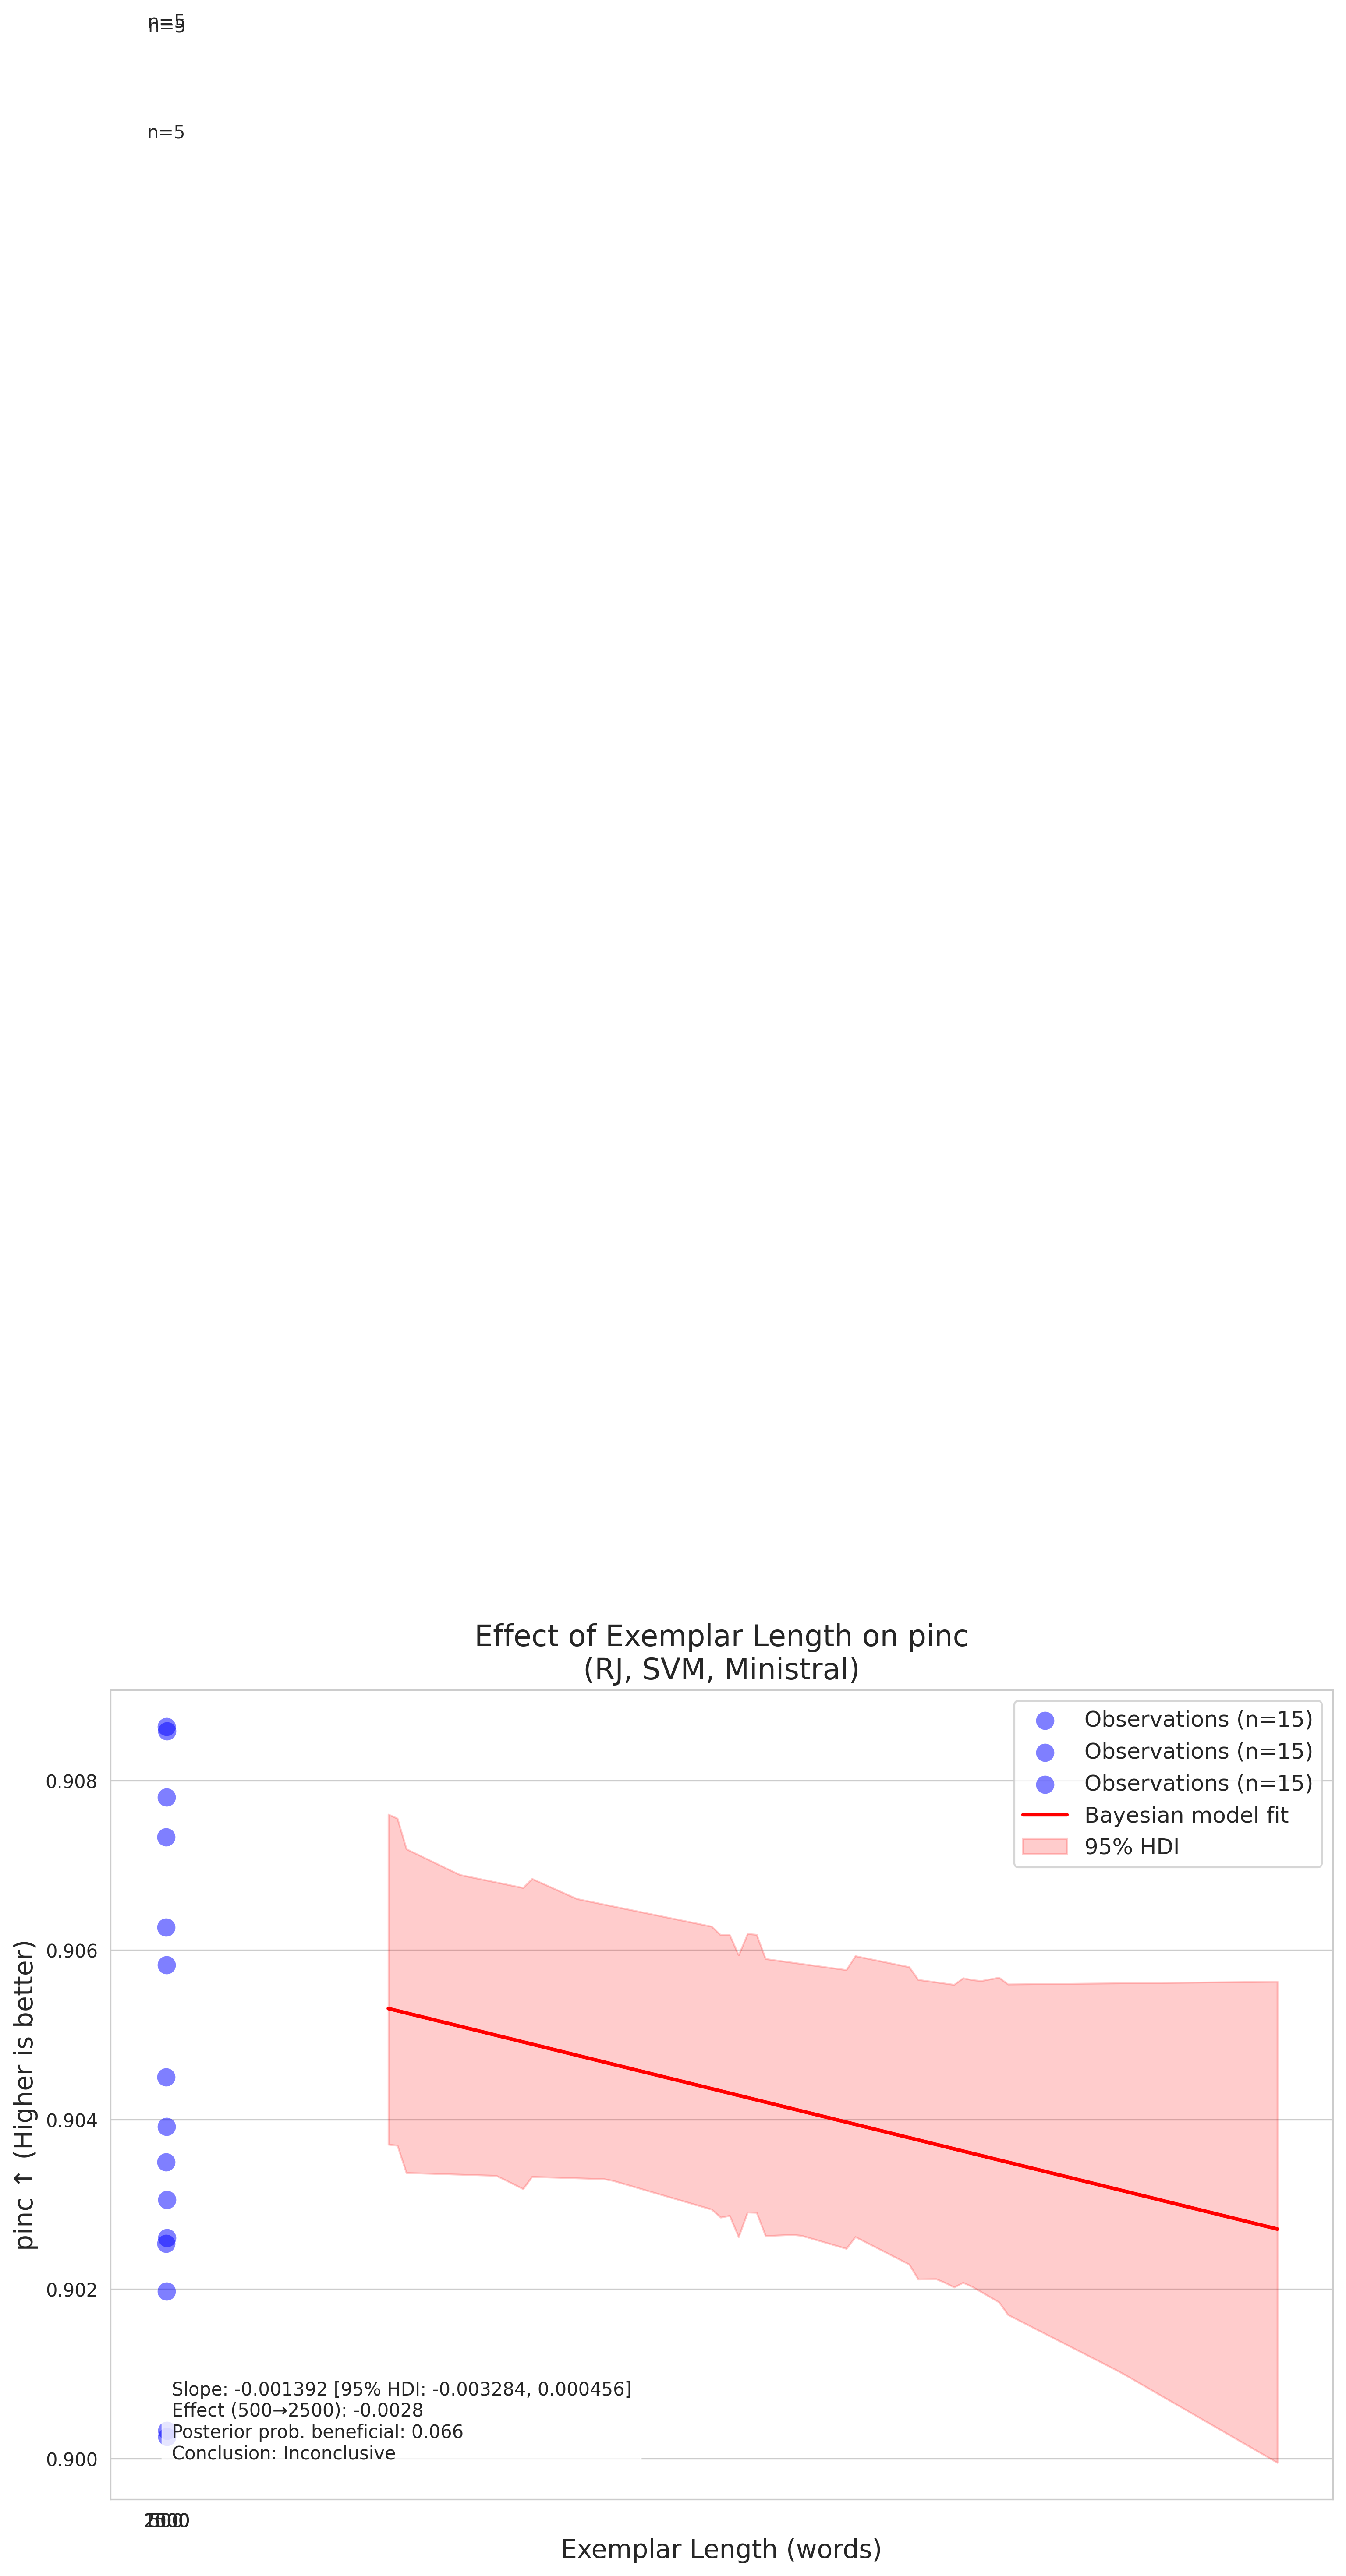 n=5
n=5
n=5
Effect of Exemplar Length on pinc
(RJ, SVM, Ministral)
Observations (n=15)
Observations (n=15)
Observations (n=15)
Bayesian model fit
95% HDI
pinc ↑ (Higher is better)
0.908
0.906
0.904
0.902
0.900
Slope: -0.001392 [95% HDI: -0.003284, 0.000456]
Effect (500→2500): -0.0028
Posterior prob. beneficial: 0.066
Conclusion: Inconclusive
Exemplar Length (words)